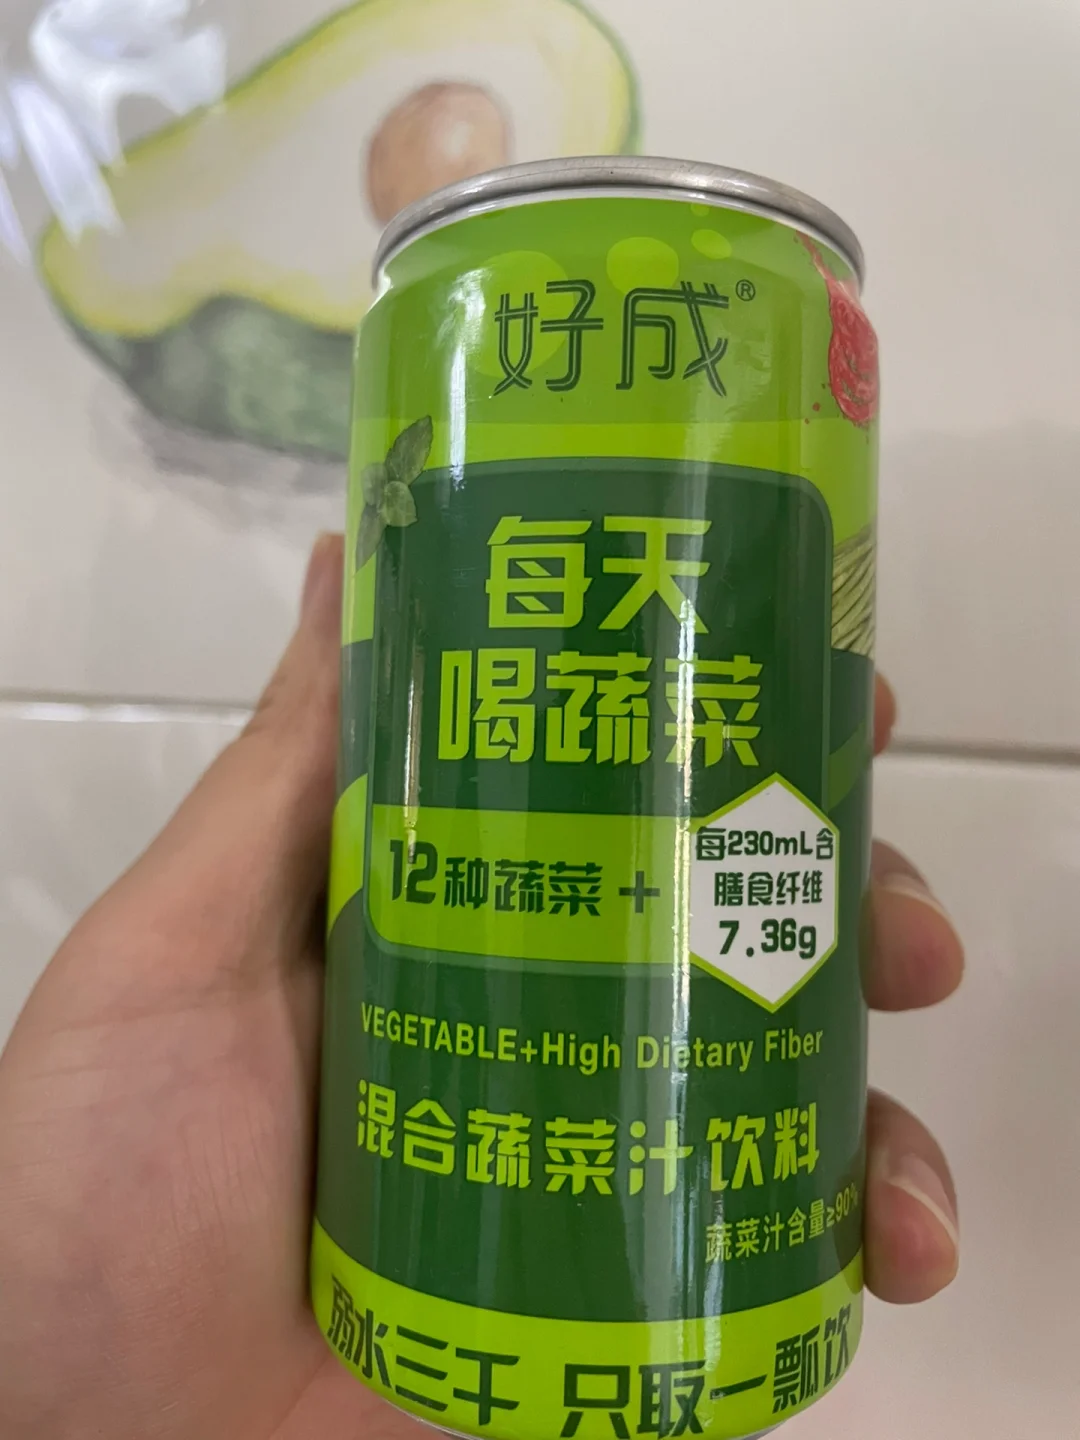 好成®
每天
喝蔬菜
12种蔬菜+
每230mL含
膳食纤维
7.36g
VEGETABLE+High Dietary Fiber
混合蔬菜汁饮料
蔬菜汁含量≥90%
弱水三千 只取一瓢饮